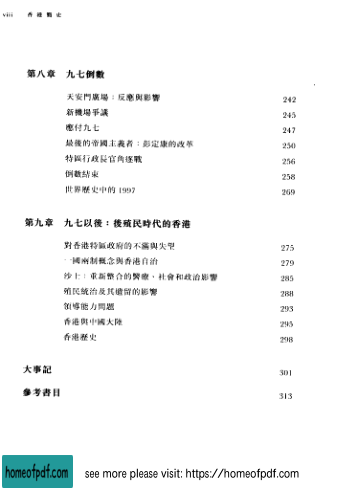 viii 香港簡史
第八章 九七倒數
天安門廣場：反應與影響 242
新機場爭議 245
應付九七 247
最後的帝國主義者：彭定康的改革 250
特區行政長官角逐戰 256
倒數結束 258
世界歷史中的1997 269
第九章 九七以後：後殖民時代的香港
對香港特區政府的不滿與失望 275
一國兩制概念與香港自治 279
沙士：重新整合的醫療、社會和政治影響 285
殖民統治及其遺留的影響 288
領導能力問題 293
香港與中國大陸 295
香港歷史 298
大事記 301
參考書目 313
homeofpdf.com see more please visit: https://homeofpdf.com